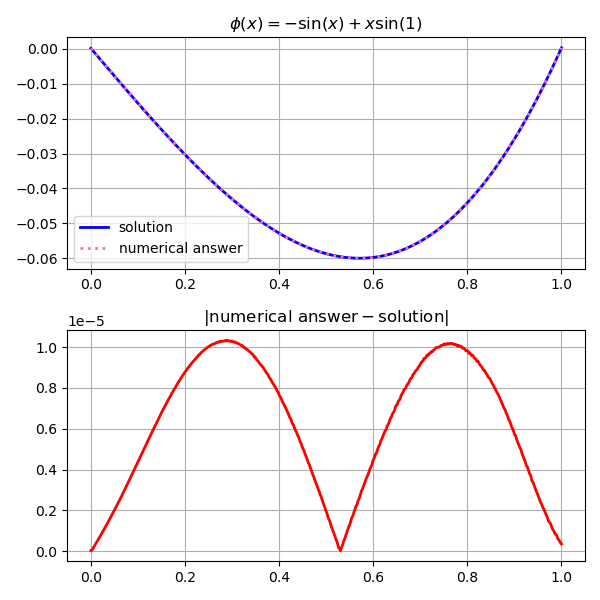 ϕ(x) = −sin(x) + xsin(1)
0.00
−0.01
−0.02
−0.03
−0.04
−0.05
−0.06
solution
numerical answer
0.0 0.2 0.4 0.6 0.8 1.0
|numerical answer − solution|
1e−5
1.0
0.8
0.6
0.4
0.2
0.0
0.0 0.2 0.4 0.6 0.8 1.0